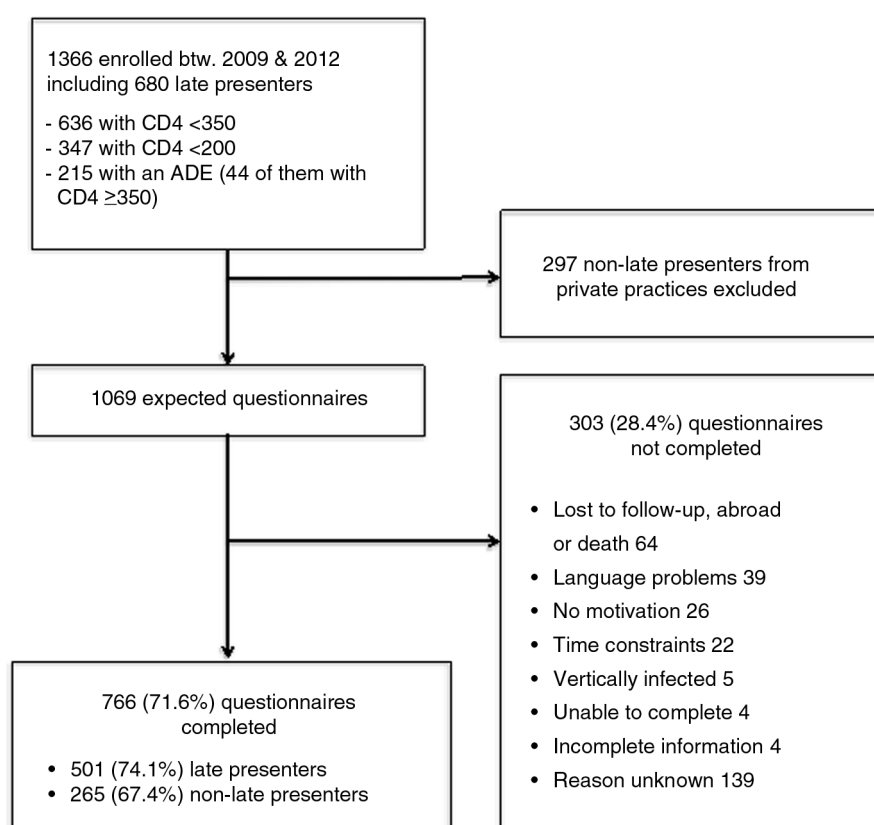 1366 enrolled btw. 2009 & 2012
including 680 late presenters
- 636 with CD4 <350
- 347 with CD4 <200
- 215 with an ADE (44 of them with
CD4 ≥350)
297 non-late presenters from
private practices excluded
1069 expected questionnaires
303 (28.4%) questionnaires
not completed
• Lost to follow-up, abroad
or death 64
• Language problems 39
• No motivation 26
• Time constraints 22
• Vertically infected 5
• Unable to complete 4
• Incomplete information 4
• Reason unknown 139
766 (71.6%) questionnaires
completed
• 501 (74.1%) late presenters
• 265 (67.4%) non-late presenters